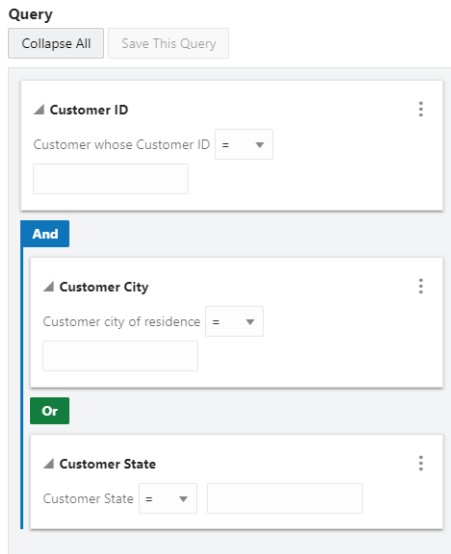 Query
Collapse All Save This Query
Customer ID
Customer whose Customer ID =
And
Customer City
Customer city of residence =
Or
Customer State
Customer State =